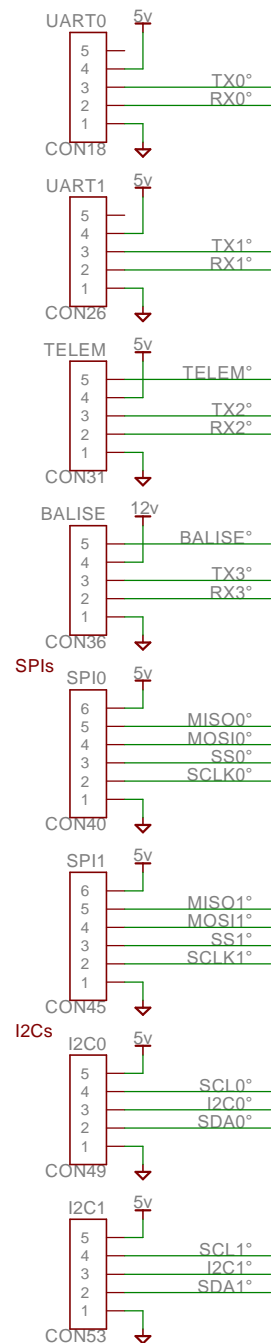 UART0 5v
5
4
3 TX0°
2 RX0°
1
CON18
UART1 5v
5
4
3 TX1°
2 RX1°
1
CON26
TELEM 5v
5 TELEM°
4
3 TX2°
2 RX2°
1
CON31
BALISE 12v
5 BALISE°
4
3 TX3°
2 RX3°
1
CON36
SPIs
SPI0 5v
6
5 MISO0°
4 MOSI0°
3 SS0°
2 SCLK0°
1
CON40
SPI1 5v
6
5 MISO1°
4 MOSI1°
3 SS1°
2 SCLK1°
1
CON45
I2Cs
I2C0 5v
5
4 SCL0°
3 I2C0°
2 SDA0°
1
CON49
I2C1 5v
5
4 SCL1°
3 I2C1°
2 SDA1°
1
CON53